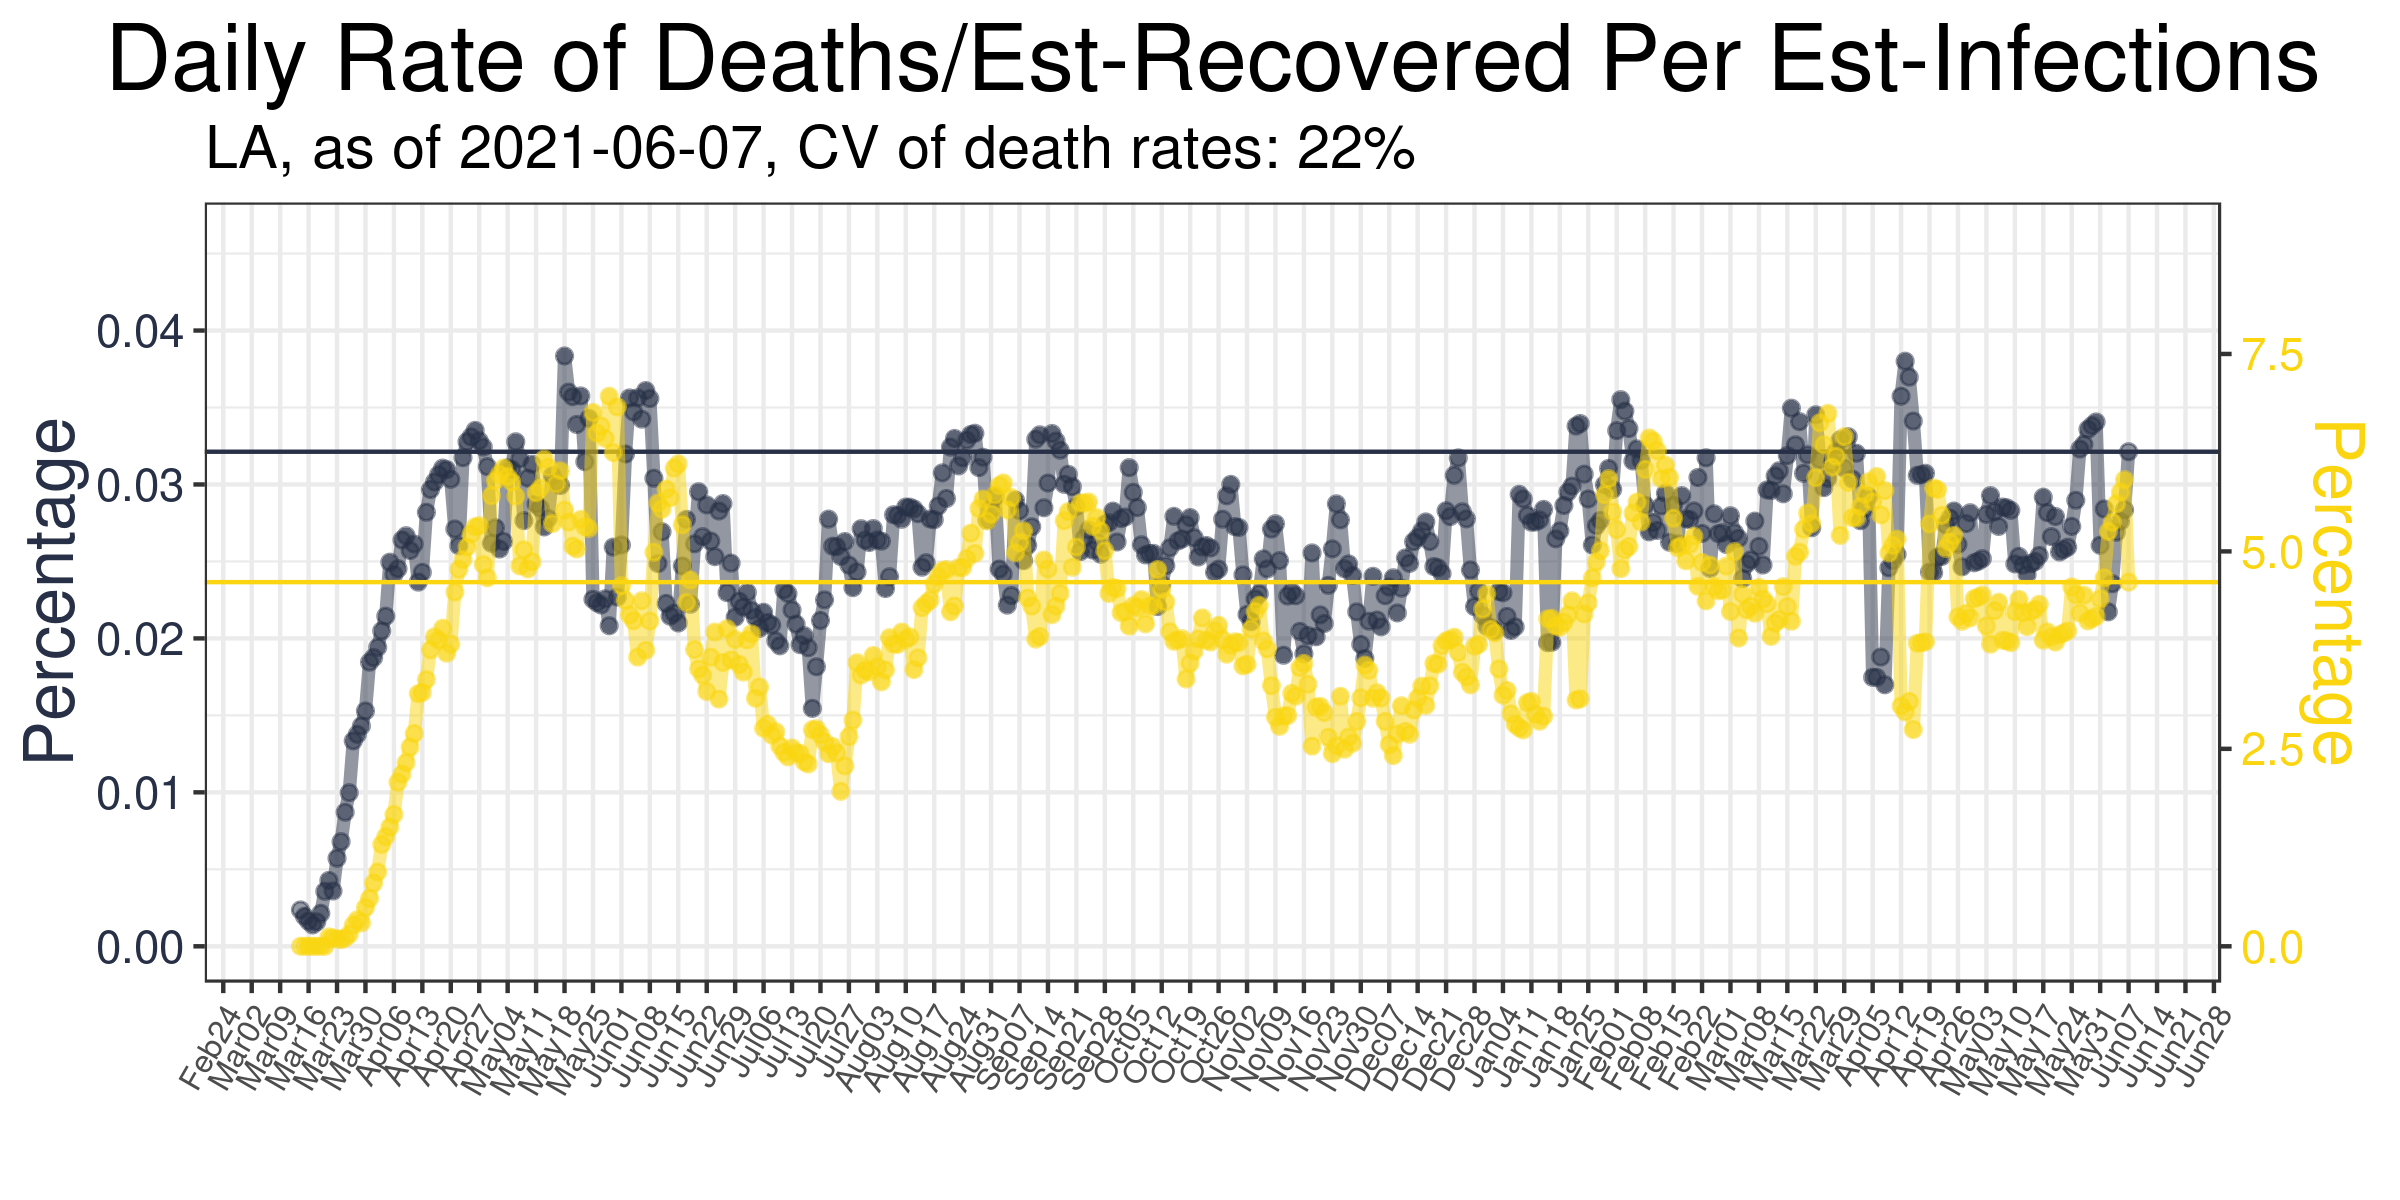 Daily Rate of Deaths/Est-Recovered Per Est-Infections
LA, as of 2021-06-07, CV of death rates: 22%
Percentage
0.04
0.03
0.02
0.01
0.00
7.5
5.0
2.5
0.0
Percentage
Feb24
Mar02
Mar09
Mar16
Mar23
Mar30
Apr06
Apr13
Apr20
Apr27
May04
May11
May18
May25
Jun01
Jun08
Jun15
Jun22
Jun29
Jul06
Jul13
Jul20
Jul27
Aug03
Aug10
Aug17
Aug24
Aug31
Sep07
Sep14
Sep21
Sep28
Oct05
Oct12
Oct19
Oct26
Nov02
Nov09
Nov16
Nov23
Nov30
Dec07
Dec14
Dec21
Dec28
Jan04
Jan11
Jan18
Jan25
Feb01
Feb08
Feb15
Feb22
Mar01
Mar08
Mar15
Mar22
Mar29
Apr05
Apr12
Apr19
Apr26
May03
May10
May17
May24
May31
Jun07
Jun14
Jun21
Jun28